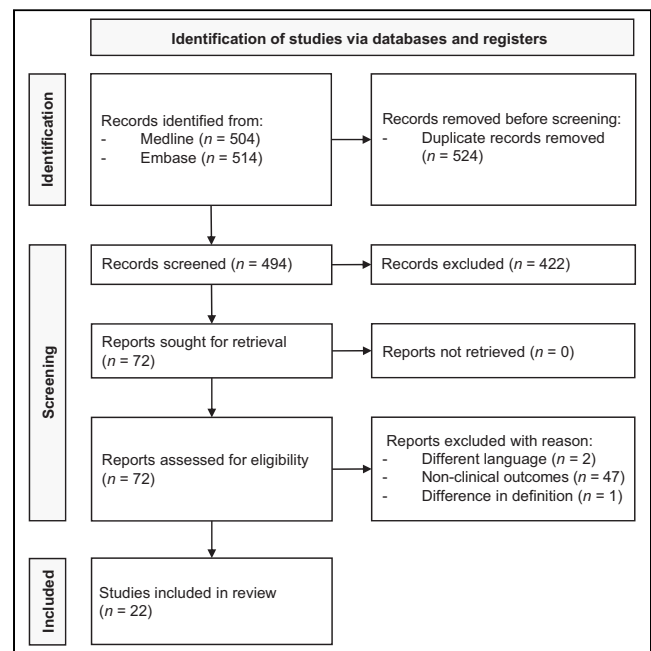 Identification of studies via databases and registers
Identification
Records identified from:
- Medline (n = 504)
- Embase (n = 514)
Records removed before screening:
- Duplicate records removed
(n = 524)
Screening
Records screened (n = 494)
Records excluded (n = 422)
Reports sought for retrieval
(n = 72)
Reports not retrieved (n = 0)
Reports assessed for eligibility
(n = 72)
Reports excluded with reason:
- Different language (n = 2)
- Non-clinical outcomes (n = 47)
- Difference in definition (n = 1)
Included
Studies included in review
(n = 22)